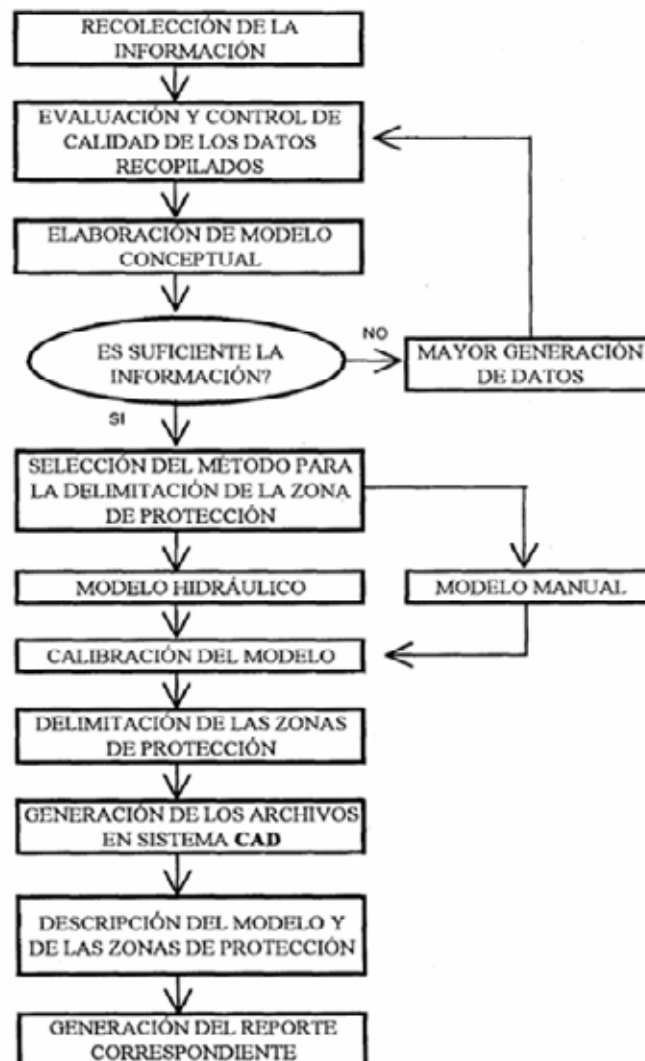 RECOLECCIÓN DE LA
INFORMACIÓN
EVALUACIÓN Y CONTROL DE
CALIDAD DE LOS DATOS
RECOPILADOS
ELABORACIÓN DE MODELO
CONCEPTUAL
ES SUFICIENTE LA
INFORMACIÓN?
NO
MAYOR GENERACIÓN
DE DATOS
SI
SELECCIÓN DEL MÉTODO PARA
LA DELIMITACIÓN DE LA ZONA
DE PROTECCIÓN
MODELO HIDRÁULICO
MODELO MANUAL
CALIBRACIÓN DEL MODELO
DELIMITACIÓN DE LAS ZONAS
DE PROTECCIÓN
GENERACIÓN DE LOS ARCHIVOS
EN SISTEMA CAD
DESCRIPCIÓN DEL MODELO Y
DE LAS ZONAS DE PROTECCIÓN
GENERACIÓN DEL REPORTE
CORRESPONDIENTE